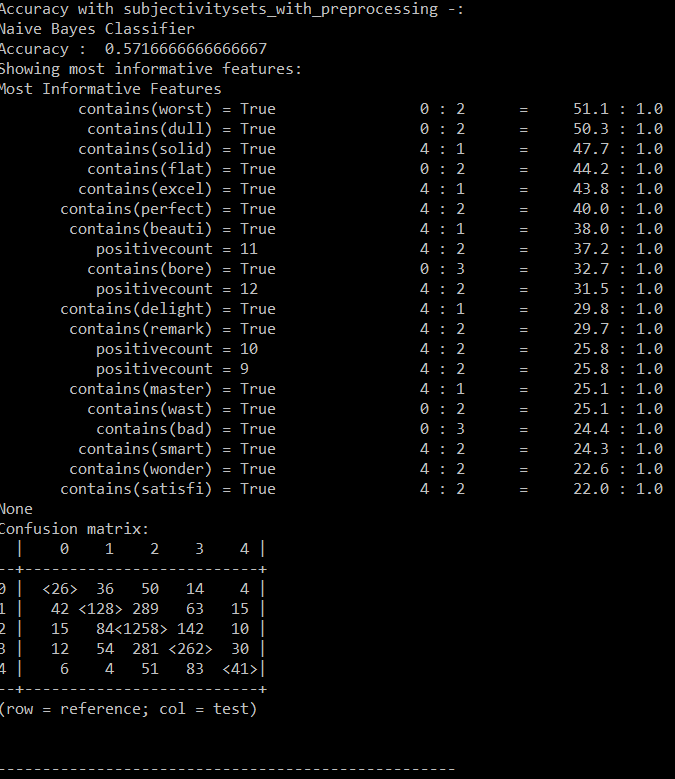 Accuracy with subjectivitysets_with_preprocessing -:
Naive Bayes Classifier
Accuracy :  0.5716666666666667
Showing most informative features:
Most Informative Features
         contains(worst) = True                0 : 2      =     51.1 : 1.0
          contains(dull) = True                0 : 2      =     50.3 : 1.0
         contains(solid) = True                4 : 1      =     47.7 : 1.0
          contains(flat) = True                0 : 2      =     44.2 : 1.0
         contains(excel) = True                4 : 1      =     43.8 : 1.0
       contains(perfect) = True                4 : 2      =     40.0 : 1.0
        contains(beauti) = True                4 : 1      =     38.0 : 1.0
           positivecount = 11                  4 : 2      =     37.2 : 1.0
          contains(bore) = True                0 : 3      =     32.7 : 1.0
           positivecount = 12                  4 : 2      =     31.5 : 1.0
       contains(delight) = True                4 : 1      =     29.8 : 1.0
        contains(remark) = True                4 : 2      =     29.7 : 1.0
           positivecount = 10                  4 : 2      =     25.8 : 1.0
           positivecount = 9                   4 : 2      =     25.8 : 1.0
        contains(master) = True                4 : 1      =     25.1 : 1.0
          contains(wast) = True                0 : 2      =     25.1 : 1.0
           contains(bad) = True                0 : 3      =     24.4 : 1.0
         contains(smart) = True                4 : 2      =     24.3 : 1.0
        contains(wonder) = True                4 : 2      =     22.6 : 1.0
       contains(satisfi) = True                4 : 2      =     22.0 : 1.0
None
Confusion matrix:
  |    0    1    2    3    4 |
--+--------------------------+
0 |  <26>  36   50   14    4 |
1 |   42 <128> 289   63   15 |
2 |   15   84<1258> 142   10 |
3 |   12   54  281 <262>  30 |
4 |    6    4   51   83  <41>|
--+--------------------------+
(row = reference; col = test)
---------------------------------------------------